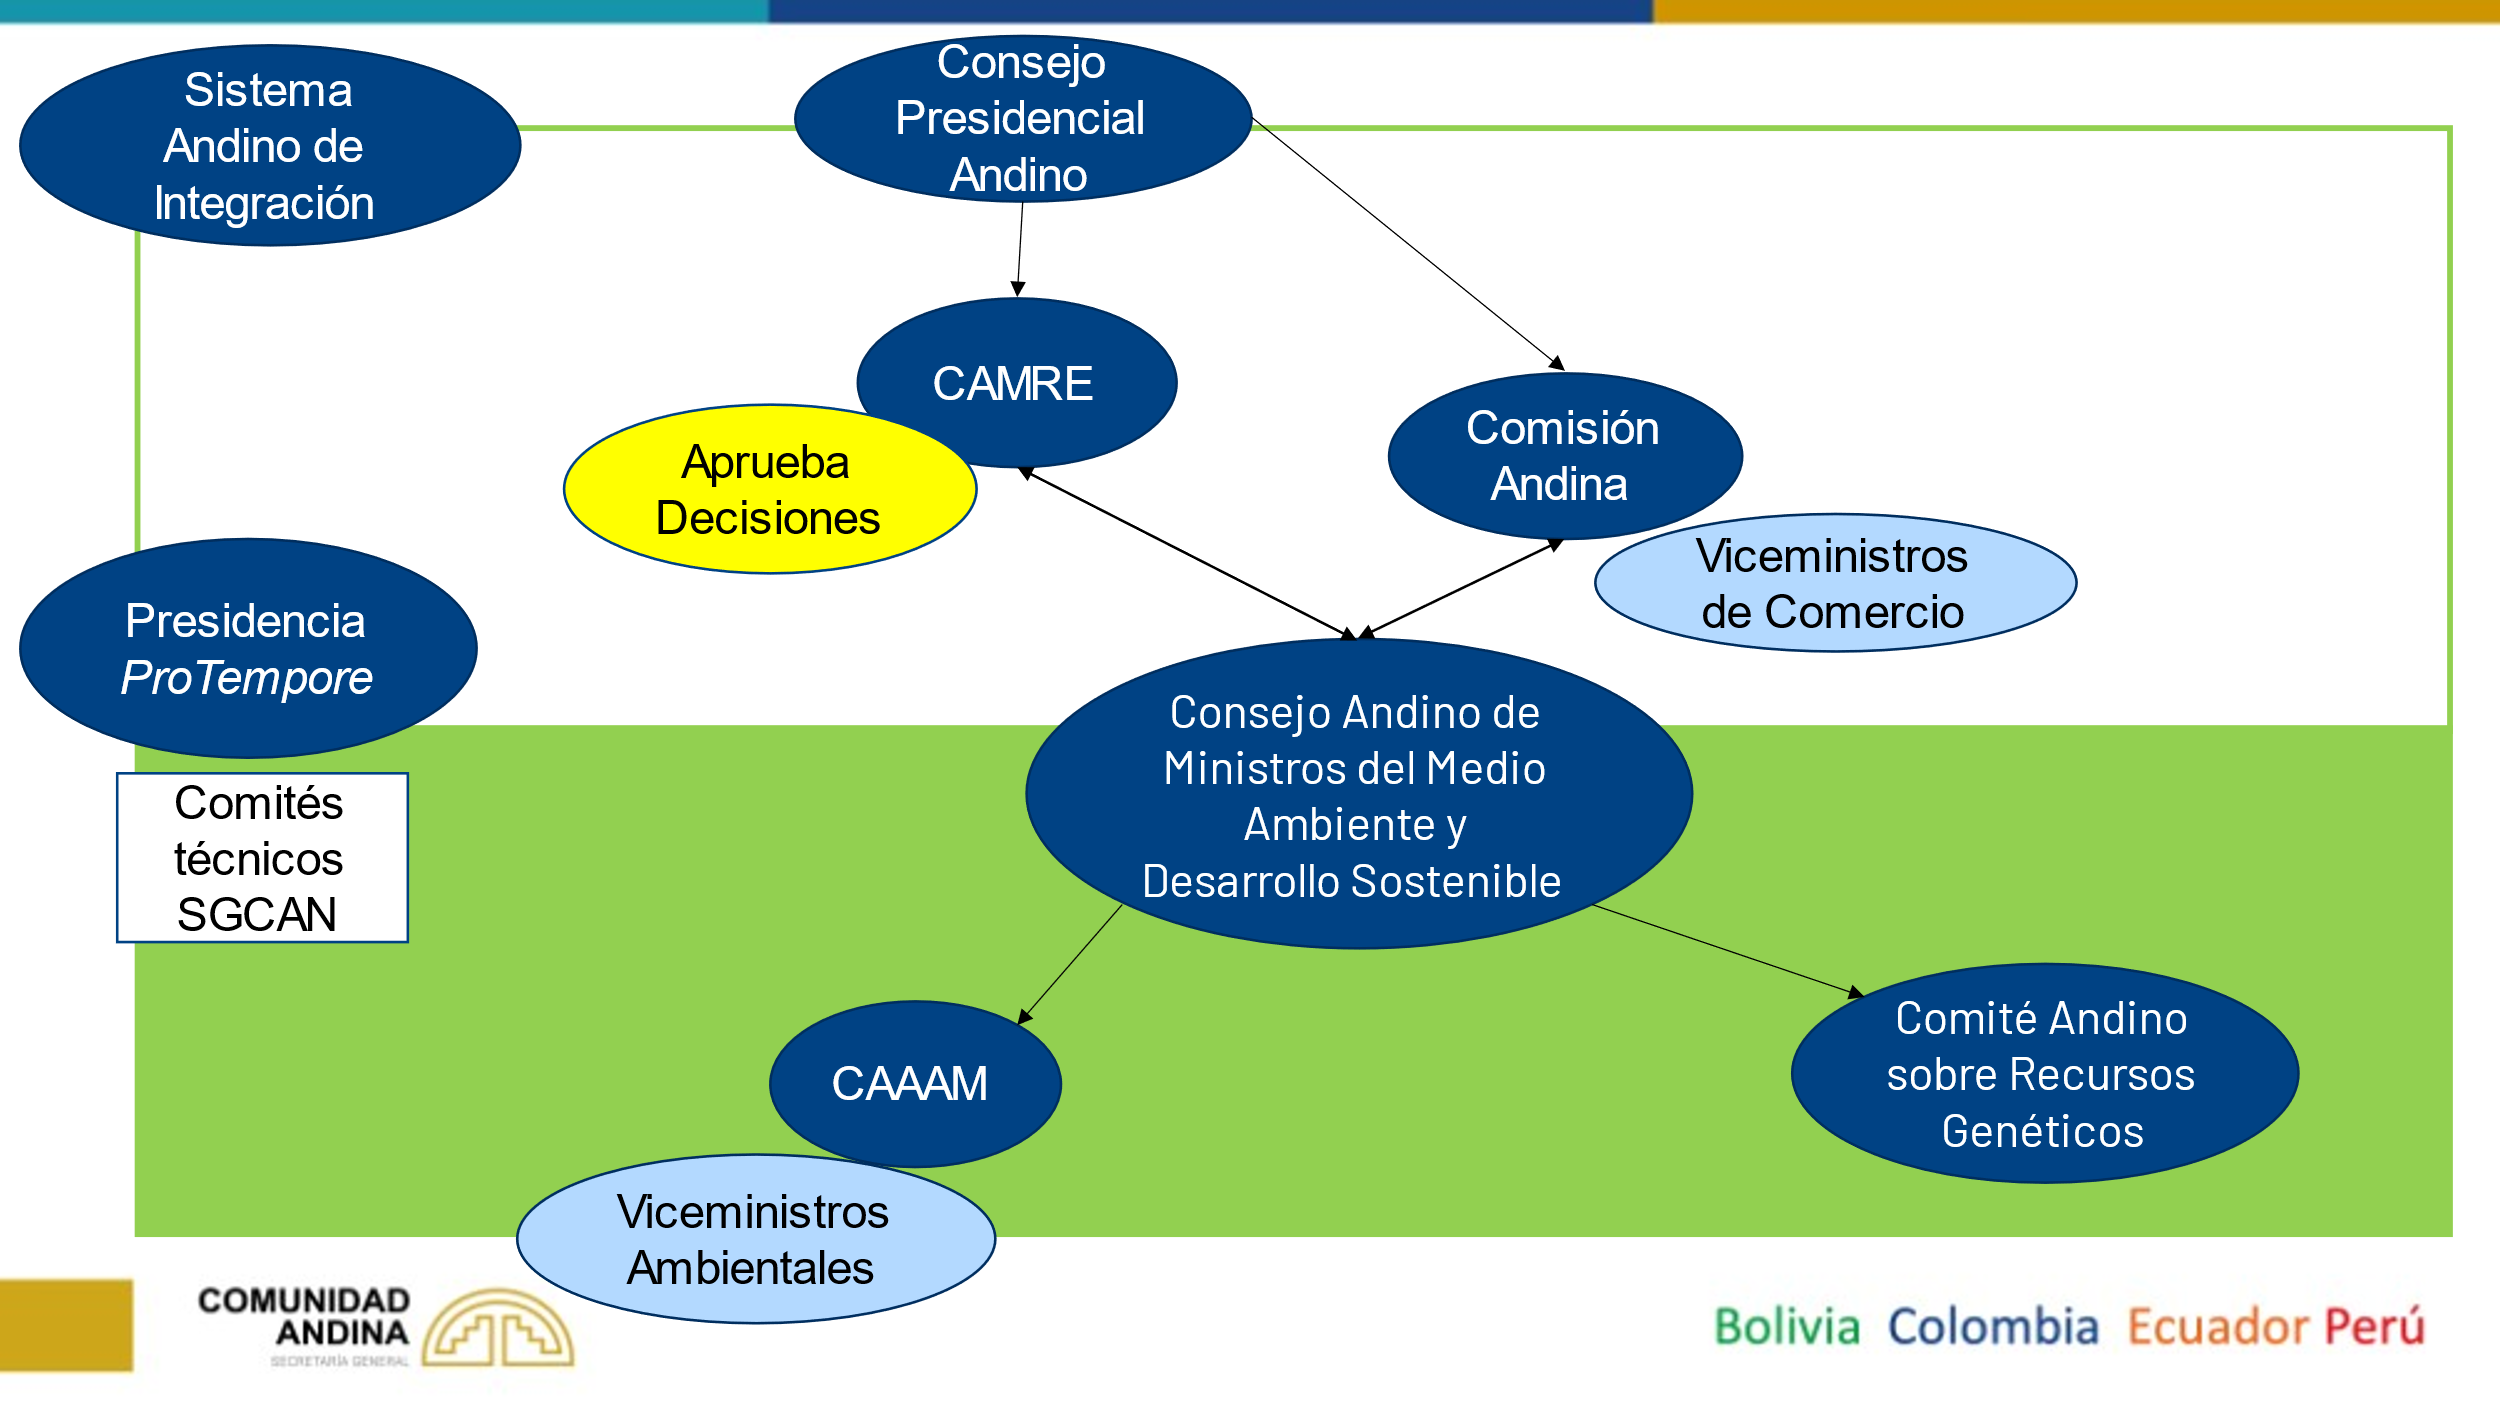 Sistema
Andino de
Integración
Consejo
Presidencial
Andino
CAMRE
Aprueba
Decisiones
Comisión
Andina
Viceministros
de Comercio
Presidencia
ProTempore
Consejo Andino de
Ministros del Medio
Ambiente y
Desarrollo Sostenible
Comités
técnicos
SGCAN
CAAAM
Comité Andino
sobre Recursos
Genéticos
Viceministros
Ambientales
COMUNIDAD
ANDINA
SECRETARÍA GENERAL
Bolivia Colombia Ecuador Perú